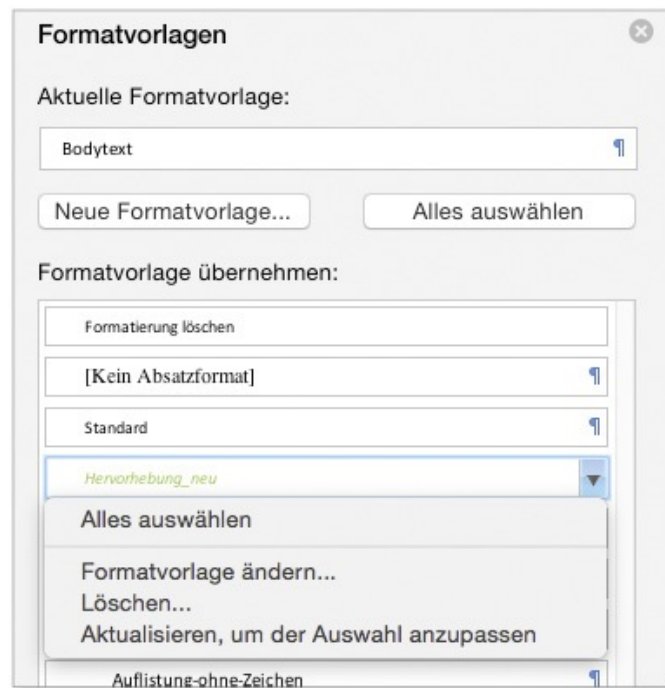 Formatvorlagen
Aktuelle Formatvorlage:
Bodytext ¶
Neue Formatvorlage... Alles auswählen
Formatvorlage übernehmen:
Formatierung löschen
[Kein Absatzformat] ¶
Standard ¶
Hervorhebung_neu
Alles auswählen
Formatvorlage ändern...
Löschen...
Aktualisieren, um der Auswahl anzupassen
Auflistung-ohne-Zeichen ¶